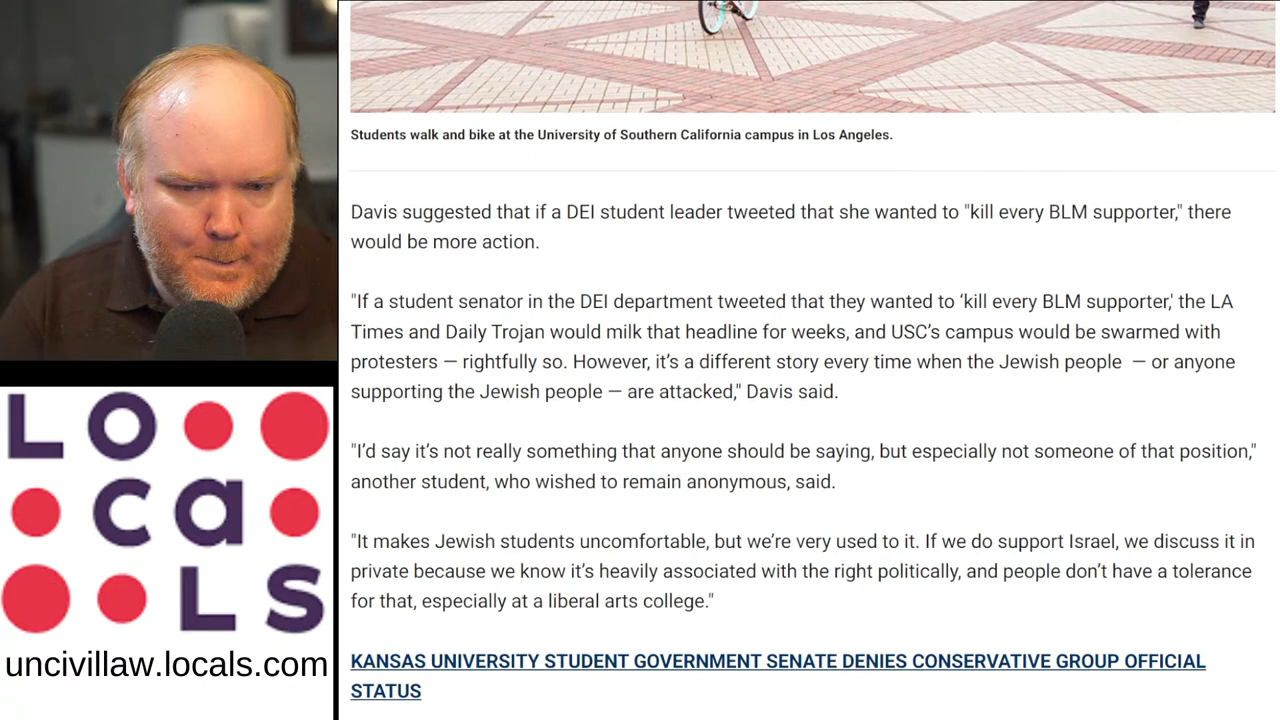 Students walk and bike at the University of Southern California campus in Los Angeles.
Davis suggested that if a DEI student leader tweeted that she wanted to "kill every BLM supporter," there
would be more action.
"If a student senator in the DEI department tweeted that they wanted to ‘kill every BLM supporter,' the LA
Times and Daily Trojan would milk that headline for weeks, and USC’s campus would be swarmed with
protesters — rightfully so. However, it’s a different story every time when the Jewish people — or anyone
supporting the Jewish people — are attacked," Davis said.
"I’d say it’s not really something that anyone should be saying, but especially not someone of that position,"
another student, who wished to remain anonymous, said.
"It makes Jewish students uncomfortable, but we’re very used to it. If we do support Israel, we discuss it in
private because we know it’s heavily associated with the right politically, and people don’t have a tolerance
for that, especially at a liberal arts college."
KANSAS UNIVERSITY STUDENT GOVERNMENT SENATE DENIES CONSERVATIVE GROUP OFFICIAL
STATUS
LO
ca
LS
uncivillaw.locals.com